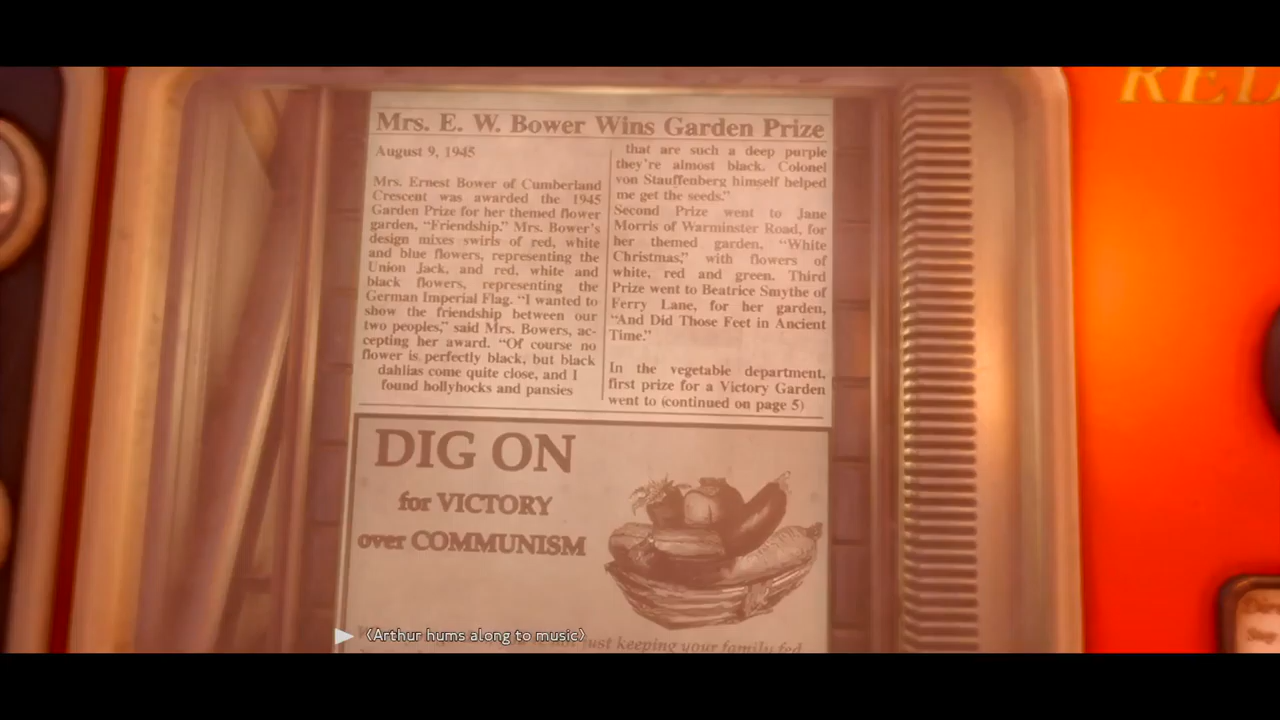 RED
Mrs. E. W. Bower Wins Garden Prize
August 9, 1945
Mrs. Ernest Bower of Cumberland
Crescent was awarded the 1945
Garden Prize for her themed flower
garden, “Friendship.” Mrs. Bower’s
design mixes swirls of red, white
and blue flowers, representing the
Union Jack, and red, white and
black flowers, representing the
German Imperial Flag. “I wanted to
show the friendship between our
two peoples,” said Mrs. Bowers, ac-
cepting her award. “Of course no
flower is perfectly black, but black
dahlias come quite close, and I
found hollyhocks and pansies
that are such a deep purple
they’re almost black. Colonel
von Stauffenberg himself helped
me get the seeds.”
Second Prize went to Jane
Morris of Warminster Road, for
her themed garden, “White
Christmas,” with flowers of
white, red and green. Third
Prize went to Beatrice Smythe of
Ferry Lane, for her garden,
“And Did Those Feet in Ancient
Time.”
In the vegetable department,
first prize for a Victory Garden
went to (continued on page 5)
DIG ON
for VICTORY
over COMMUNISM
just keeping your family fed
〈Arthur hums along to music〉